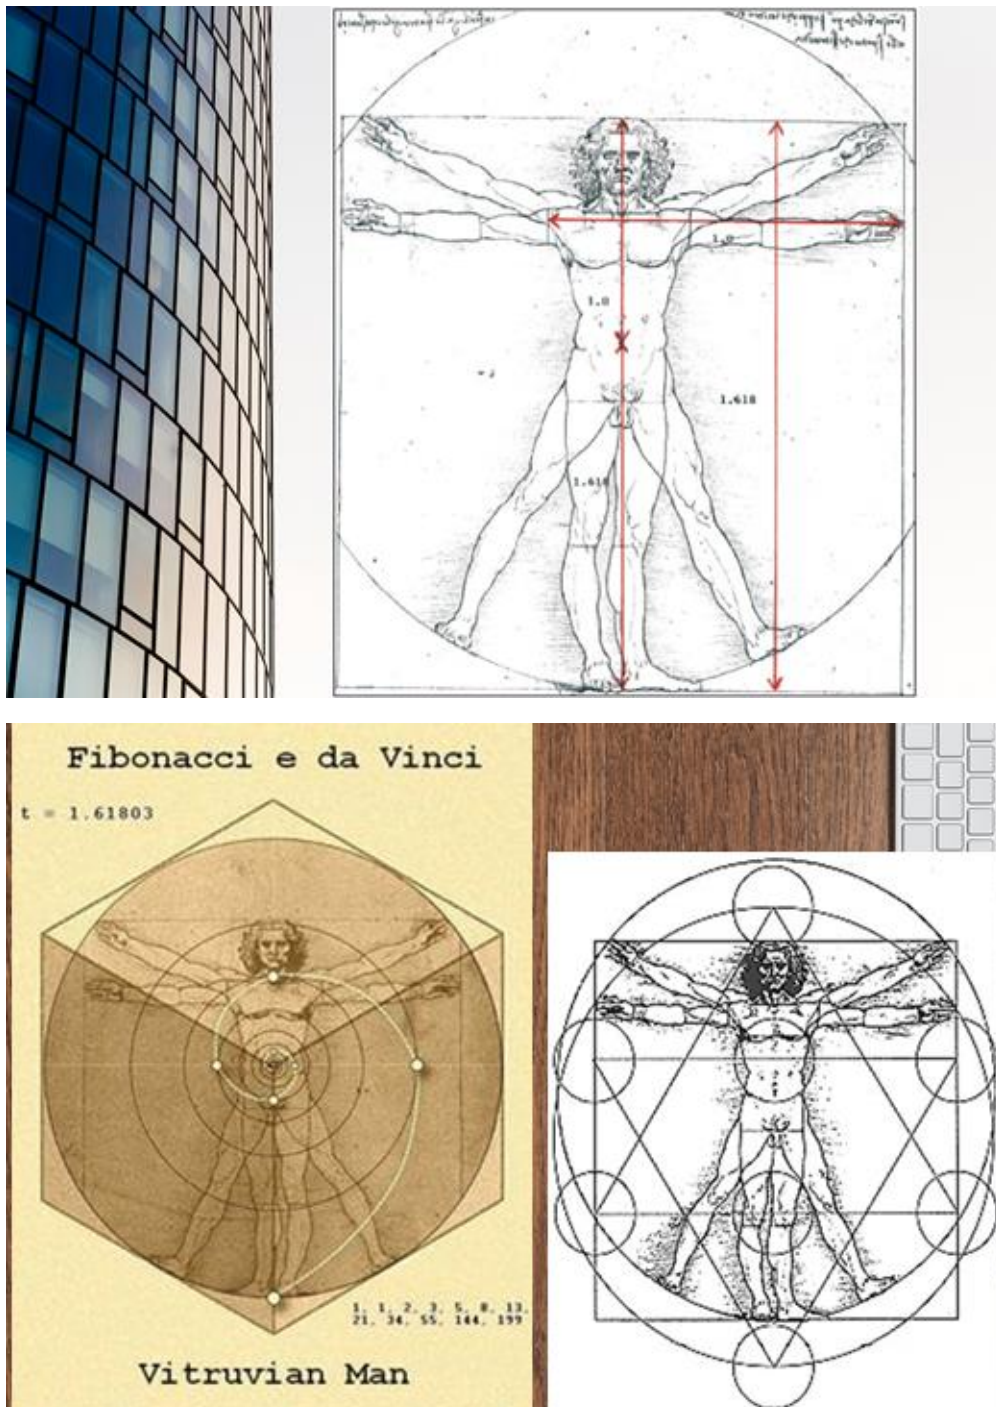 1.0
1.0
1.618
1.618
Fibonacci e da Vinci
t = 1.61803
1, 1, 2, 3, 5, 8, 13,
21, 34, 55, 144, 199
Vitruvian Man